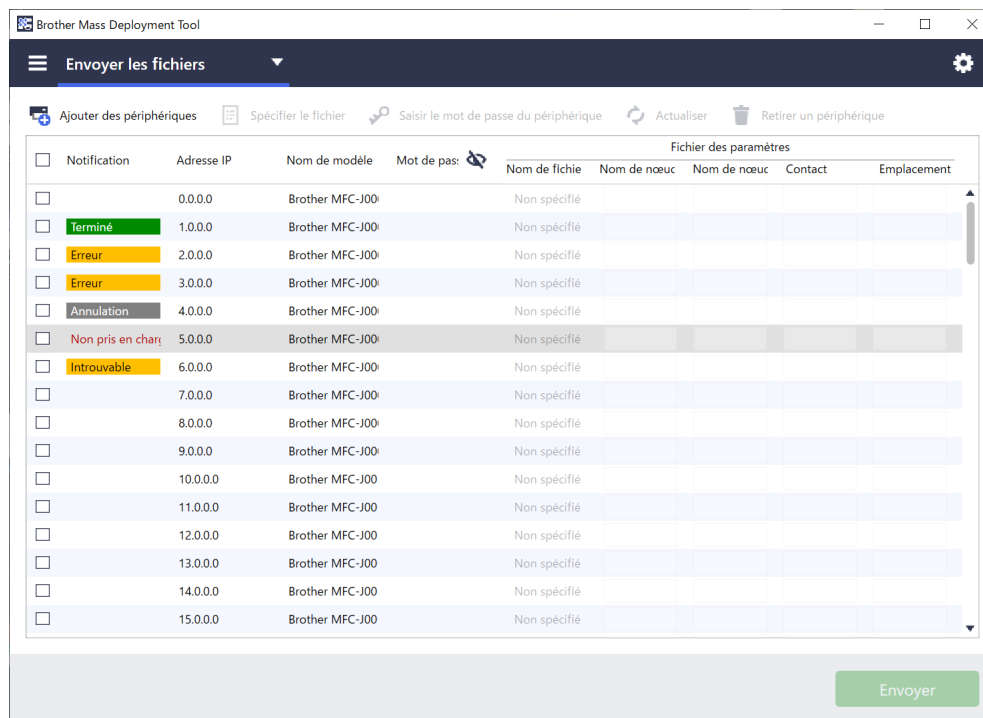 Brother Mass Deployment Tool
Envoyer les fichiers
Ajouter des périphériques Spécifier le fichier Saisir le mot de passe du périphérique Actualiser Retirer un périphérique
Fichier des paramètres
Notification Adresse IP Nom de modèle Mot de pas
Nom de fichie Nom de nœuc Nom de nœuc Contact Emplacement
0.0.0.0 Brother MFC-J00 Non spécifié
Terminé 1.0.0.0 Brother MFC-J00 Non spécifié
Erreur 2.0.0.0 Brother MFC-J00 Non spécifié
Erreur 3.0.0.0 Brother MFC-J00 Non spécifié
Annulation 4.0.0.0 Brother MFC-J00 Non spécifié
Non pris en char 5.0.0.0 Brother MFC-J00 Non spécifié
Introuvable 6.0.0.0 Brother MFC-J00 Non spécifié
7.0.0.0 Brother MFC-J00 Non spécifié
8.0.0.0 Brother MFC-J00 Non spécifié
9.0.0.0 Brother MFC-J00 Non spécifié
10.0.0.0 Brother MFC-J00 Non spécifié
11.0.0.0 Brother MFC-J00 Non spécifié
12.0.0.0 Brother MFC-J00 Non spécifié
13.0.0.0 Brother MFC-J00 Non spécifié
14.0.0.0 Brother MFC-J00 Non spécifié
15.0.0.0 Brother MFC-J00 Non spécifié
Envoyer